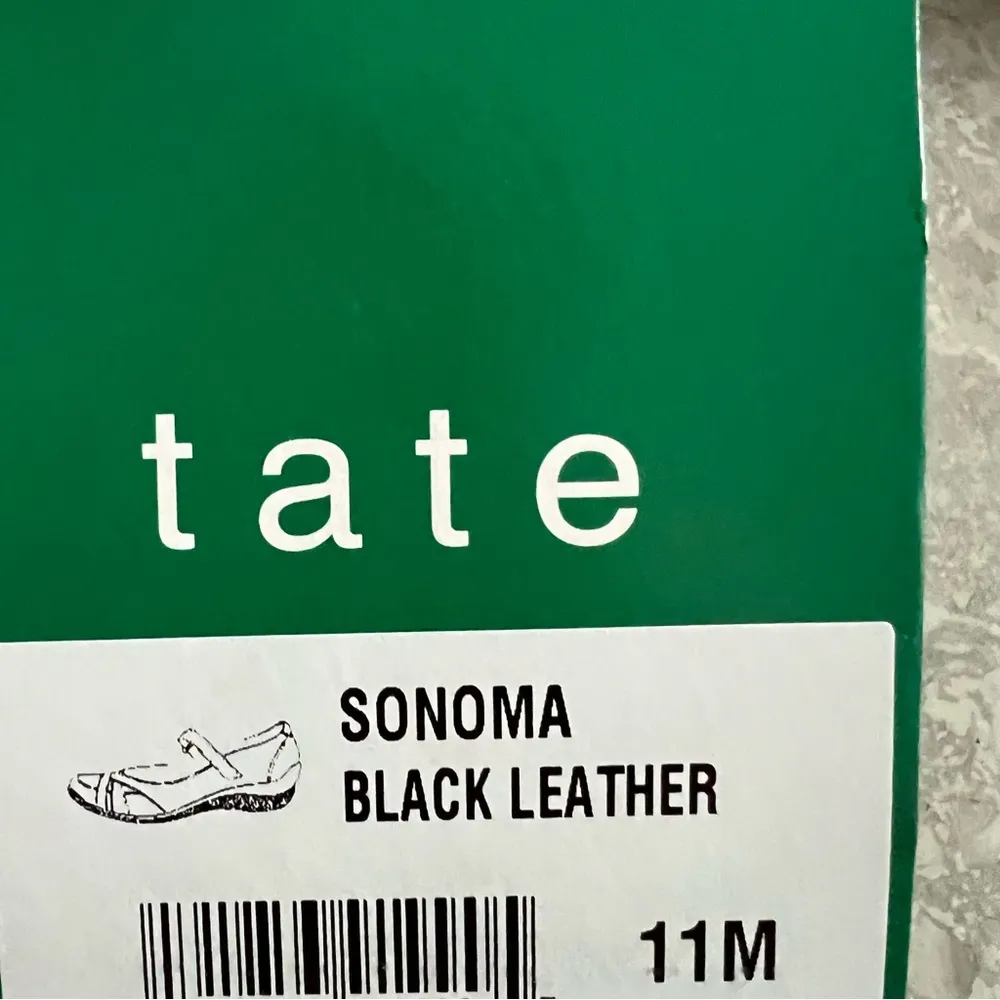 tate
SONOMA
BLACK LEATHER
11M